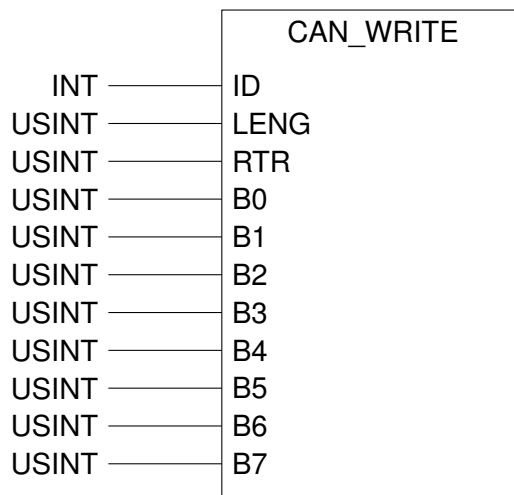 CAN_WRITE
INT ID
USINT LENG
USINT RTR
USINT B0
USINT B1
USINT B2
USINT B3
USINT B4
USINT B5
USINT B6
USINT B7